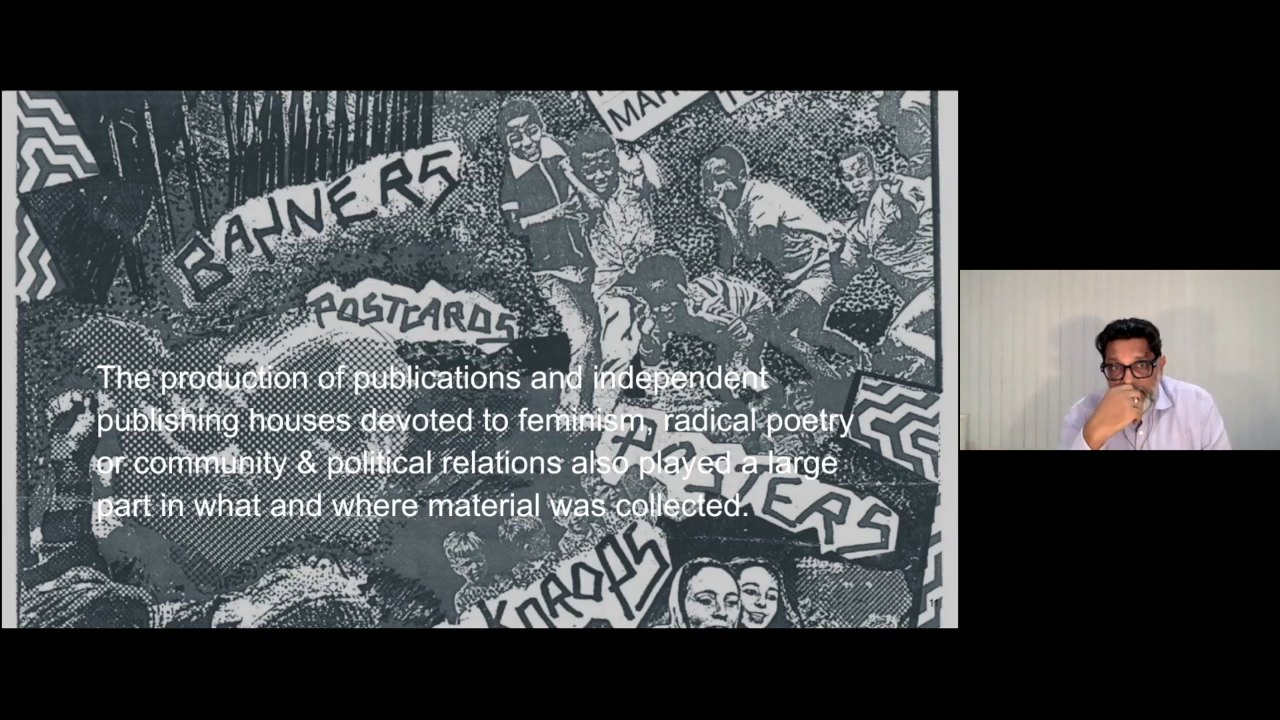 BANNERS
POSTCARDS
The production of publications and independent
publishing houses devoted to feminism, radical poetry
or community & political relations also played a large
part in what and where material was collected.
POSTERS